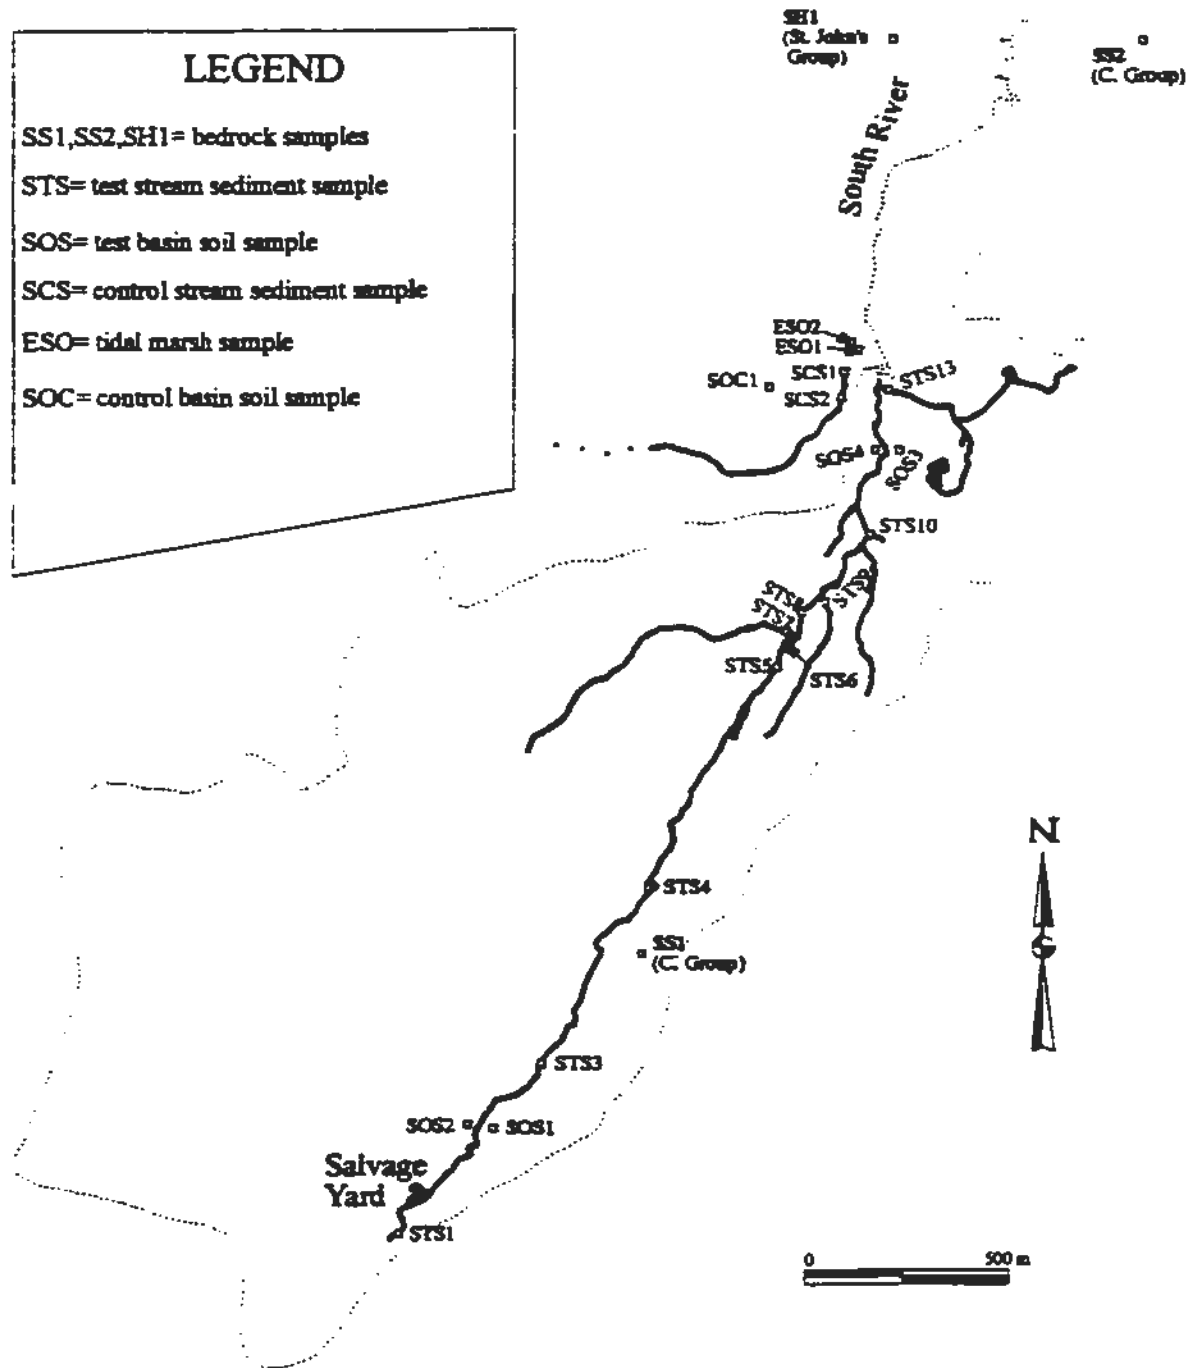 LEGEND
SS1,SS2,SH1= bedrock samples
STS= test stream sediment sample
SOS= test basin soil sample
SCS= control stream sediment sample
ESO= tidal marsh sample
SOC= control basin soil sample
SH1
(St. John's
Group)
SS2
(C. Group)
South River
ESO2
ESO1
SCS1
SOC1
SCS2
STS13
SOS4
SOS3
STS10
STS9
STS8
STS7
STS5
STS6
N
STS4
SS1
(C. Group)
STS3
SOS2
SOS1
Salvage
Yard
STS1
0
500 m